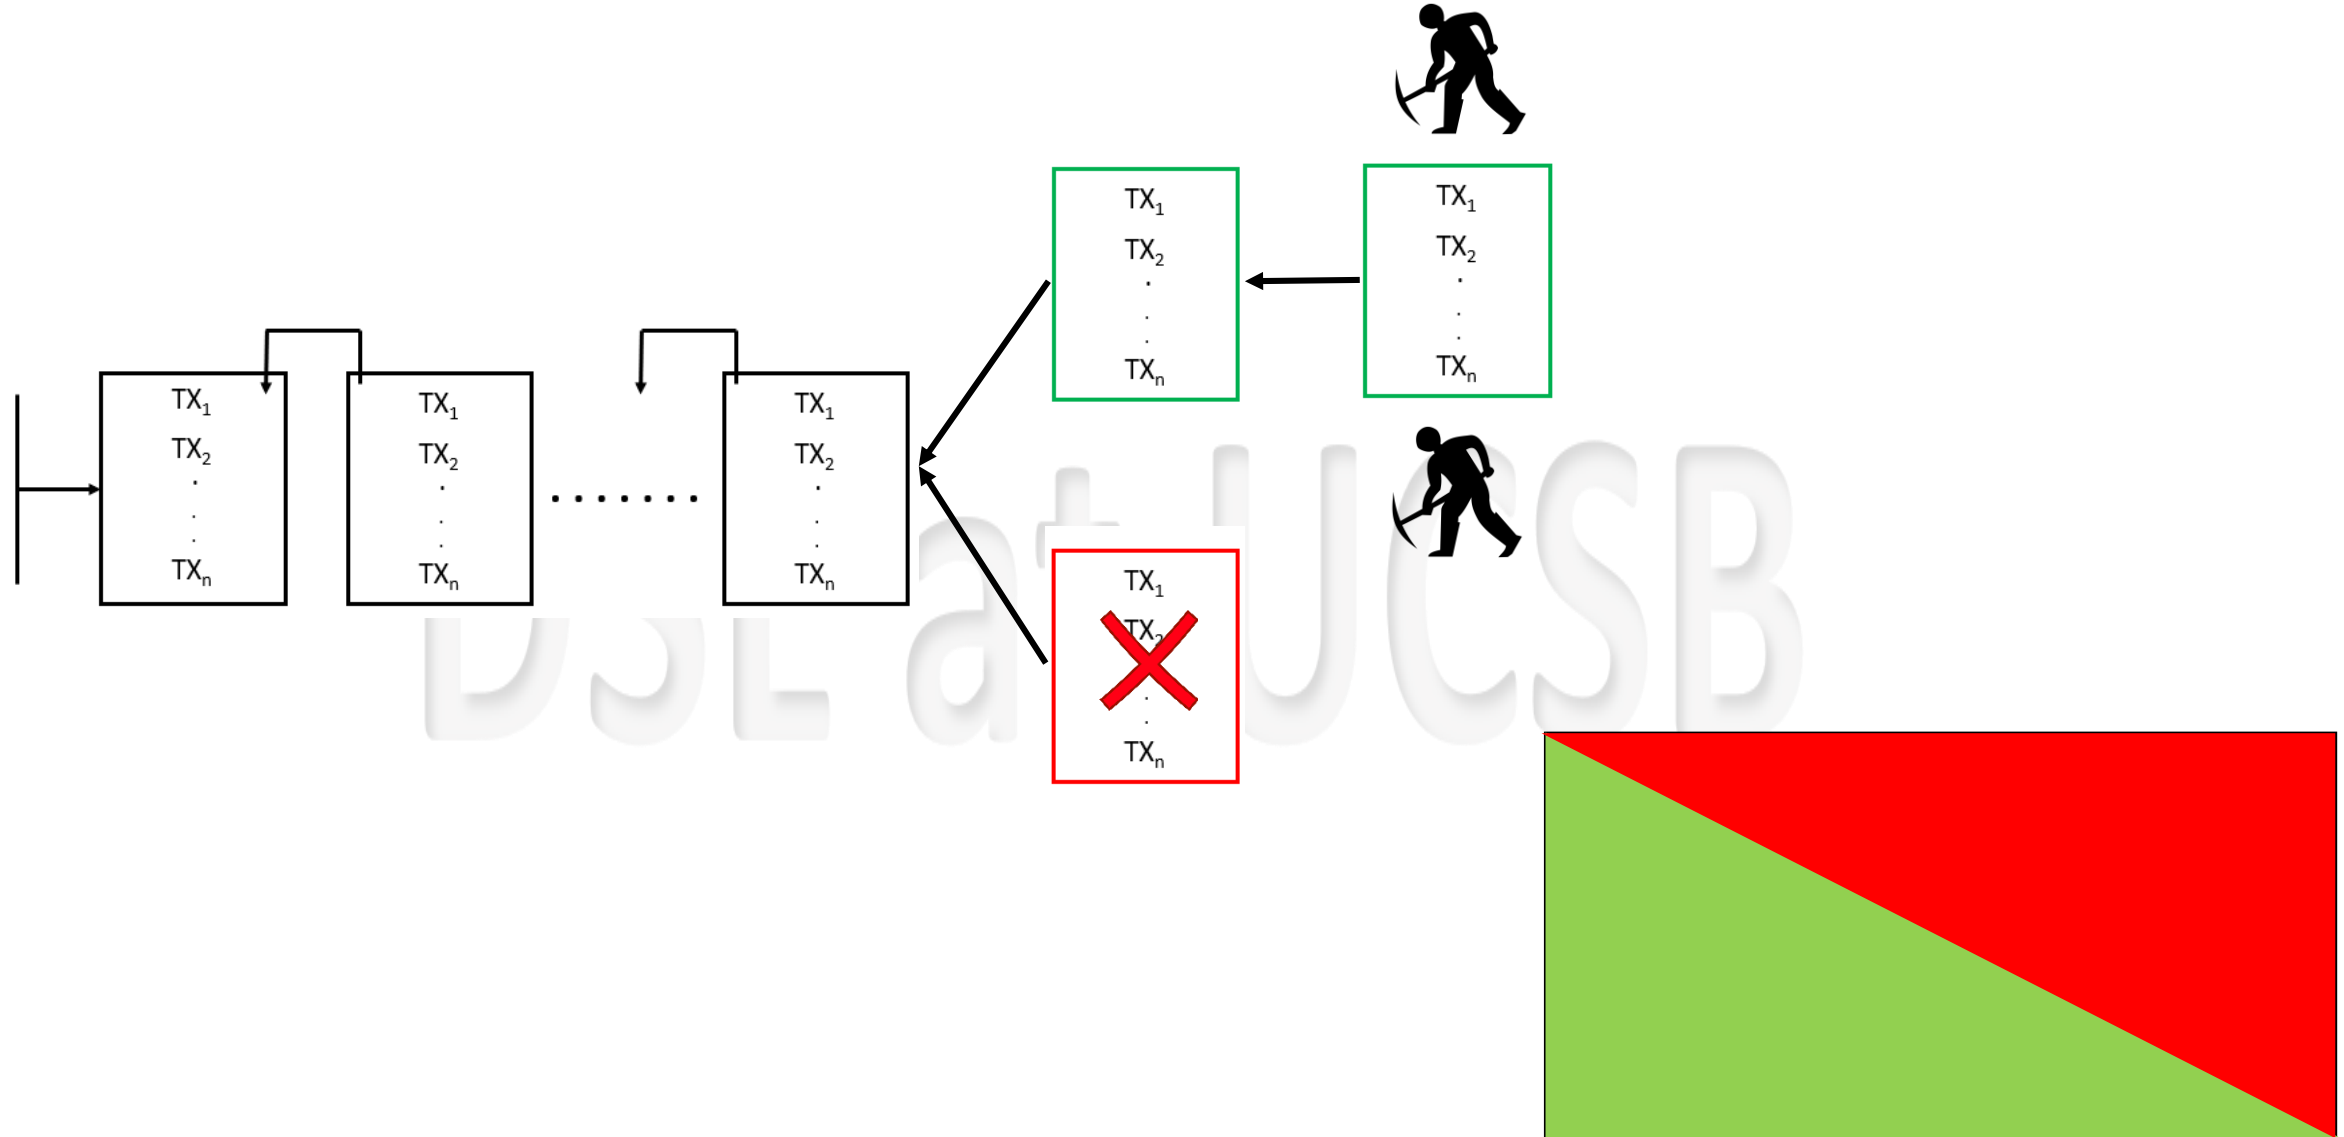 TX1
TX2
.
.
.
TXn
TX1
TX2
.
.
.
TXn
.......
TX1
TX2
.
.
.
TXn
TX1
TX2
.
.
.
TXn
TX1
TX2
.
.
.
TXn
TX1
TX2
.
.
TXn
DSL at UCSB